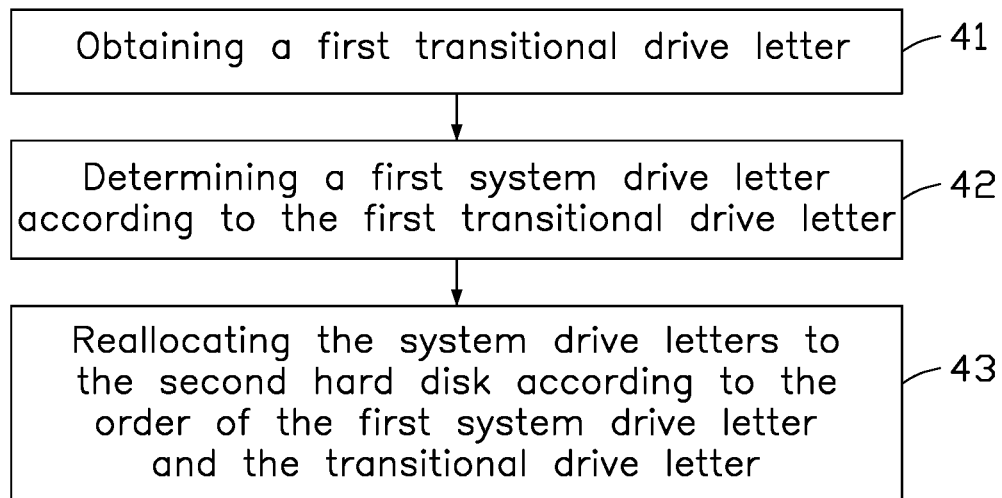 Obtaining a first transitional drive letter
41
Determining a first system drive letter
according to the first transitional drive letter
42
Reallocating the system drive letters to
the second hard disk according to the
order of the first system drive letter
and the transitional drive letter
43